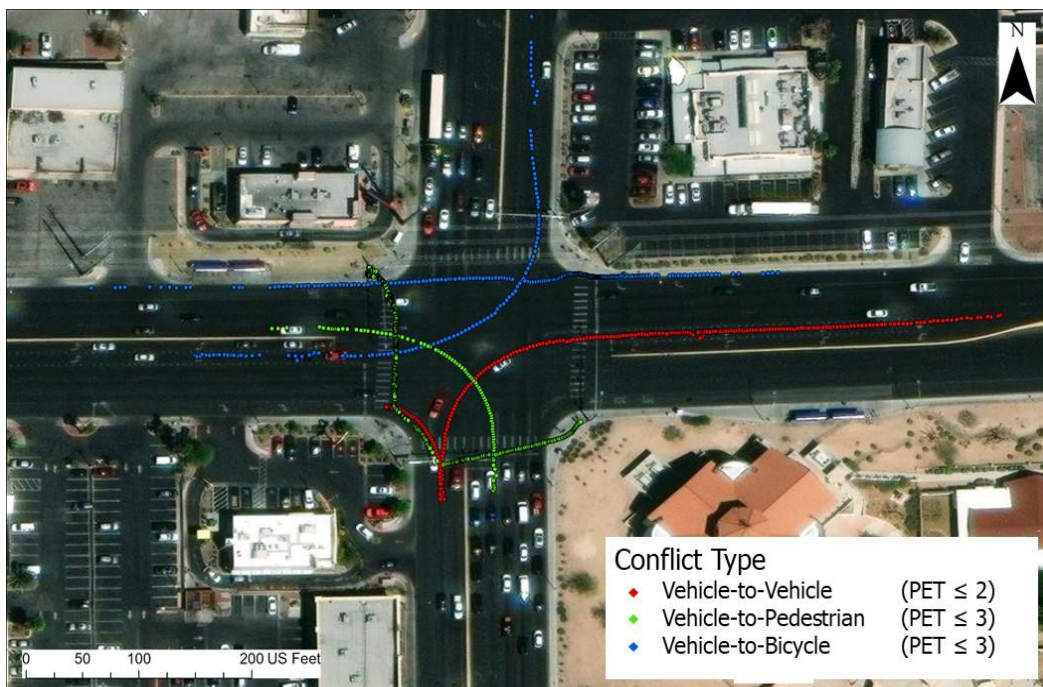 N
Conflict Type
Vehicle-to-Vehicle (PET ≤ 2)
Vehicle-to-Pedestrian (PET ≤ 3)
Vehicle-to-Bicycle (PET ≤ 3)
0 50 100 200 US Feet